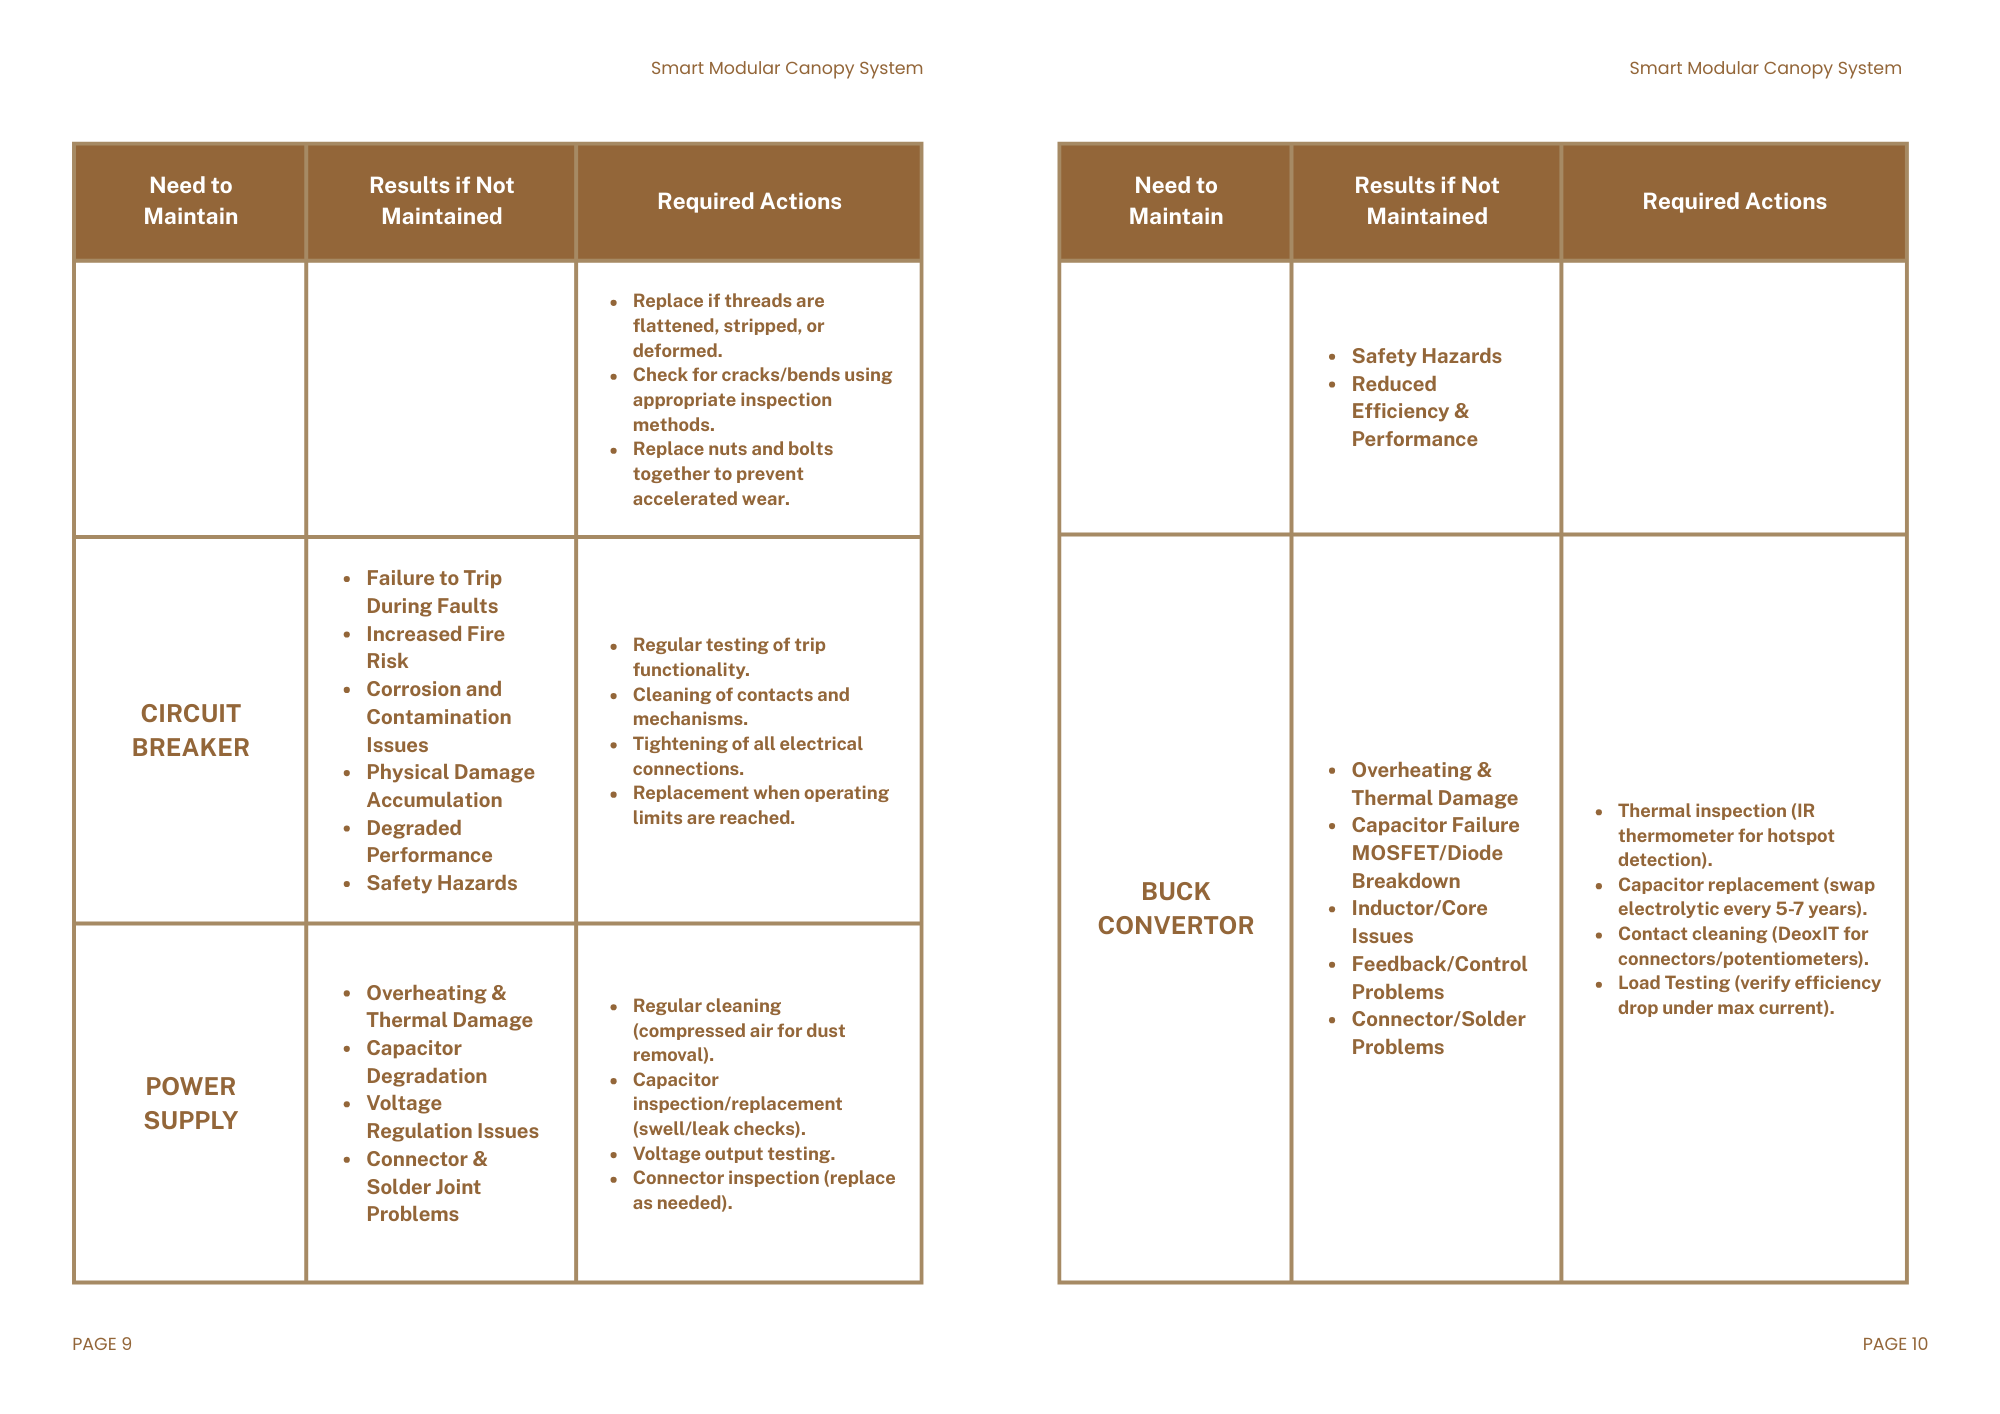 Smart Modular Canopy System
Need to
Maintain
Results if Not
Maintained
Required Actions
• Replace if threads are
flattened, stripped, or
deformed.
• Check for cracks/bends using
appropriate inspection
methods.
• Replace nuts and bolts
together to prevent
accelerated wear.
CIRCUIT
BREAKER
• Failure to Trip
During Faults
• Increased Fire
Risk
• Corrosion and
Contamination
Issues
• Physical Damage
Accumulation
• Degraded
Performance
• Safety Hazards
• Regular testing of trip
functionality.
• Cleaning of contacts and
mechanisms.
• Tightening of all electrical
connections.
• Replacement when operating
limits are reached.
POWER
SUPPLY
• Overheating &
Thermal Damage
• Capacitor
Degradation
• Voltage
Regulation Issues
• Connector &
Solder Joint
Problems
• Regular cleaning
(compressed air for dust
removal).
• Capacitor
inspection/replacement
(swell/leak checks).
• Voltage output testing.
• Connector inspection (replace
as needed).
PAGE 9
Smart Modular Canopy System
Need to
Maintain
Results if Not
Maintained
Required Actions
• Safety Hazards
• Reduced
Efficiency &
Performance
BUCK
CONVERTOR
• Overheating &
Thermal Damage
• Capacitor Failure
MOSFET/Diode
Breakdown
• Inductor/Core
Issues
• Feedback/Control
Problems
• Connector/Solder
Problems
• Thermal inspection (IR
thermometer for hotspot
detection).
• Capacitor replacement (swap
electrolytic every 5-7 years).
• Contact cleaning (DeoxIT for
connectors/potentiometers).
• Load Testing (verify efficiency
drop under max current).
PAGE 10